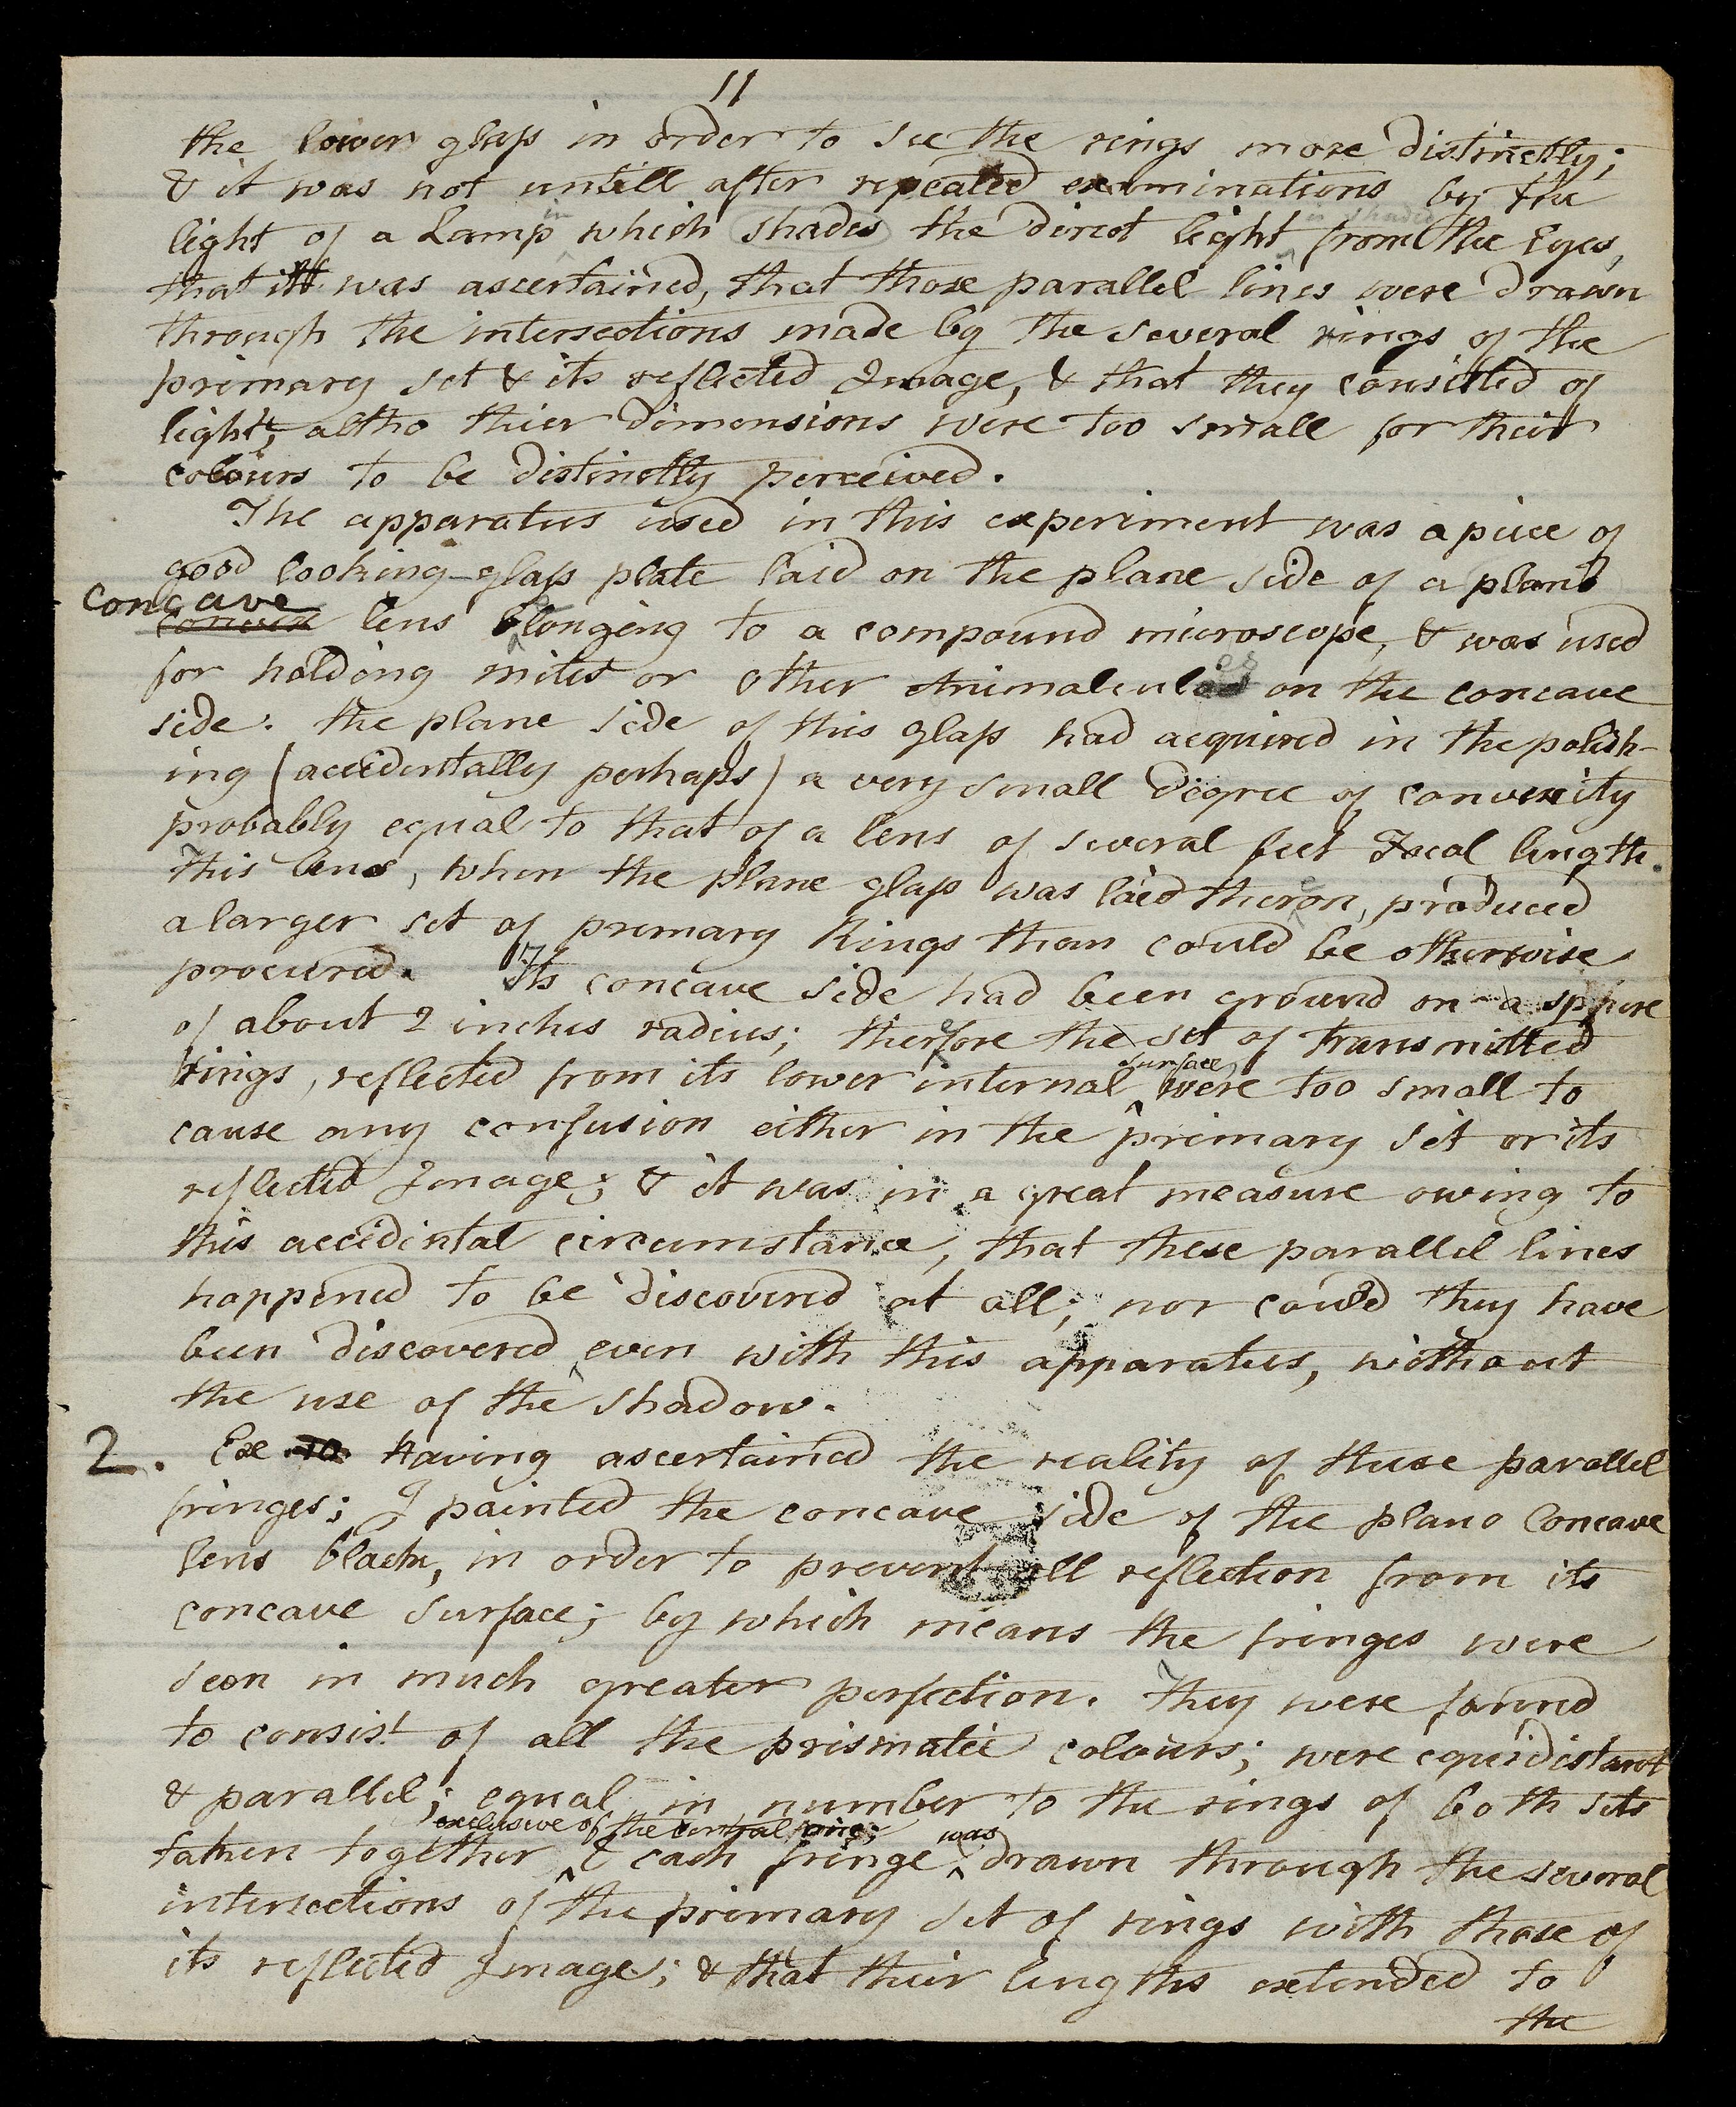 11
the lower glass in order to see the rings more distinctly;
& it was not untill after repeated examinations by the
in is shaded
light of a Lamp which shades the direct light from the Eyes,
that it was ascertained, that those parallel lines were drawn
through the intersections made by the several rings of the
primary set & its reflected Image, & that they consisted of
light; altho thier dimensions were too small for their
colours to be distinctly perceived.
The apparatus used in this experiment was a piece of
good looking-glass plate laid on the plane side of a plano
concave
convex lens belonging to a compound microscope, & was used
for holding mites or other Animalcules on the concave
side: the plane side of this glass had acquired in the polish-
ing (accidentally perhaps) a very small degree of convexity
probably equal to that of a lens of several feet Focal length.
This lens, when the plane glass was laid thereon, produced
a larger set of primary Rings than could be otherwise
procured. Its concave side had been ground on a sphere
of about 2 inches radius; therefore the set of transmitted
surface,
rings, reflected from its lower internal were too small to
cause any confusion either in the primary set or its
reflected Image; & it was in a great measure owing to
this accidental circumstance, that these parallel lines
happened to be discovered at all; nor could they have
been discovered even with this apparatus, without
the use of the shadow.
2. Ex Having ascertained the reality of these parallel
fringes; I painted the concave side of the plano Concave
lens black, in order to prevent all reflection from its
concave surface; by which means the fringes were
seen in much greater perfection. They were found
to consist of all the prismatic colours; were equidistant
& parallel; equal in number to the rings of both sets
exclusive of the central one; was
taken together & each fringe drawn through the several
intersections of the primary set of rings with those of
its reflected Image; & that their lengths extended to
the